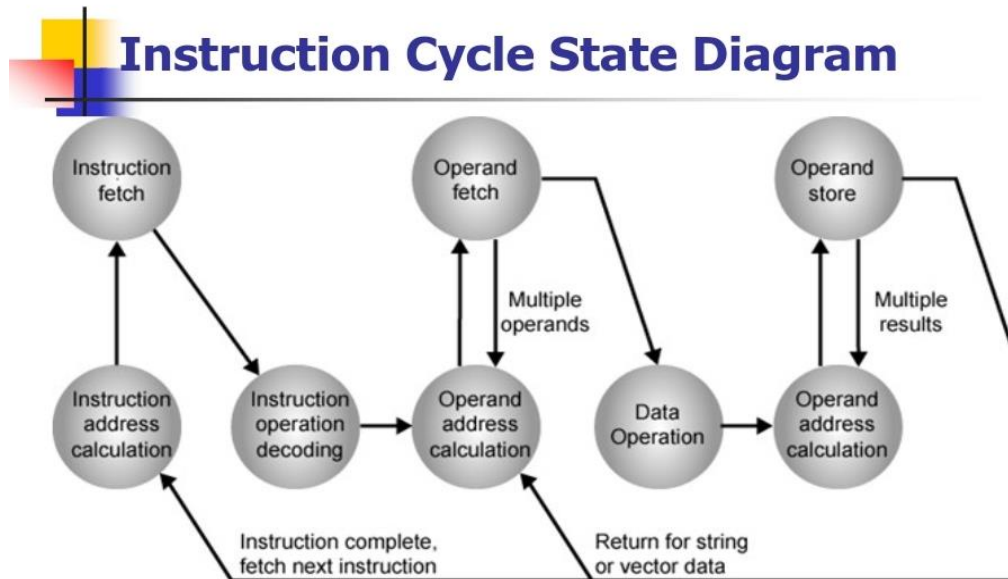 Instruction Cycle State Diagram
Instruction
fetch
Operand
fetch
Operand
store
Multiple
operands
Multiple
results
Instruction
address
calculation
Instruction
operation
decoding
Operand
address
calculation
Data
Operation
Operand
address
calculation
Instruction complete,
fetch next instruction
Return for string
or vector data